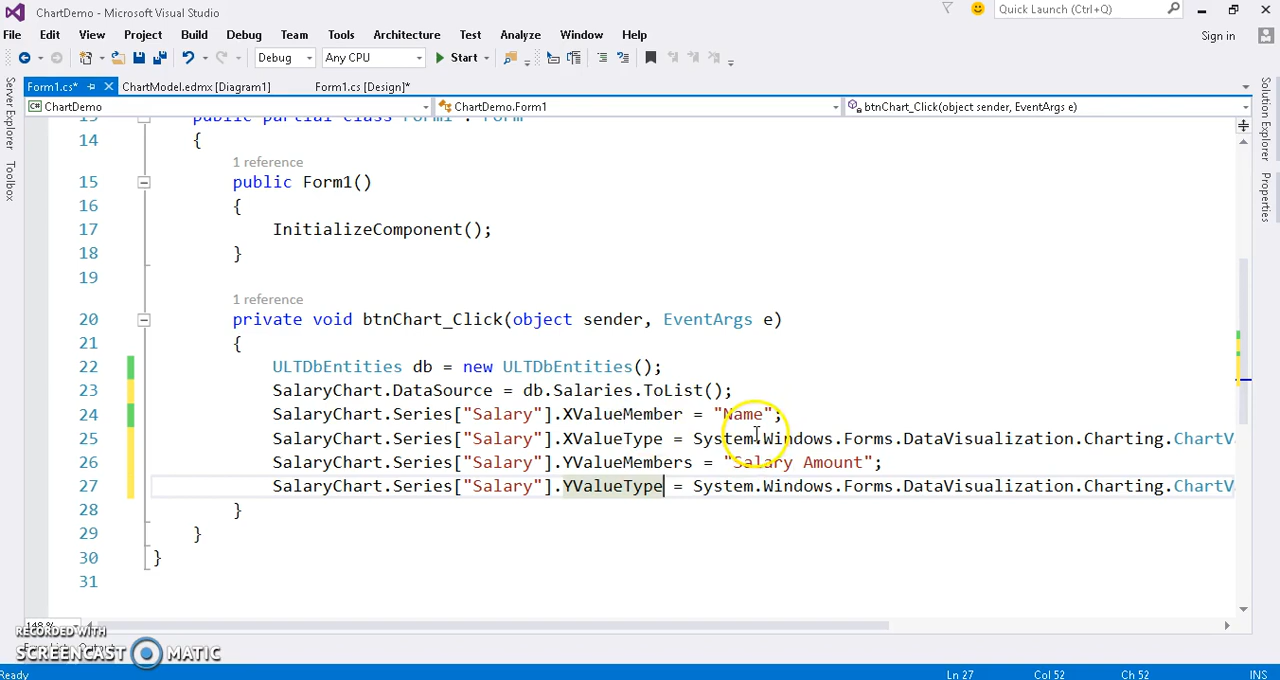 ChartDemo - Microsoft Visual Studio
Quick Launch (Ctrl+Q)
File Edit View Project Build Debug Team Tools Architecture Test Analyze Window Help
Sign in
Debug Any CPU Start
Form1.cs* ChartModel.edmx [Diagram1] Form1.cs [Design]*
ChartDemo ChartDemo.Form1 btnChart_Click(object sender, EventArgs e)
Server Explorer
Toolbox
Solution Explorer
Properties
13 public partial class Form1 : Form
14 {
1 reference
15 public Form1()
16 {
17 InitializeComponent();
18 }
19
1 reference
20 private void btnChart_Click(object sender, EventArgs e)
21 {
22 ULTDbEntities db = new ULTDbEntities();
23 SalaryChart.DataSource = db.Salaries.ToList();
24 SalaryChart.Series["Salary"].XValueMember = "Name";
25 SalaryChart.Series["Salary"].XValueType = System.Windows.Forms.DataVisualization.Charting.ChartV
26 SalaryChart.Series["Salary"].YValueMembers = "Salary Amount";
27 SalaryChart.Series["Salary"].YValueType = System.Windows.Forms.DataVisualization.Charting.ChartV
28 }
29 }
30 }
31
148 %
RECORDED WITH
SCREENCAST MATIC
Ready Ln 27 Col 52 Ch 52 INS